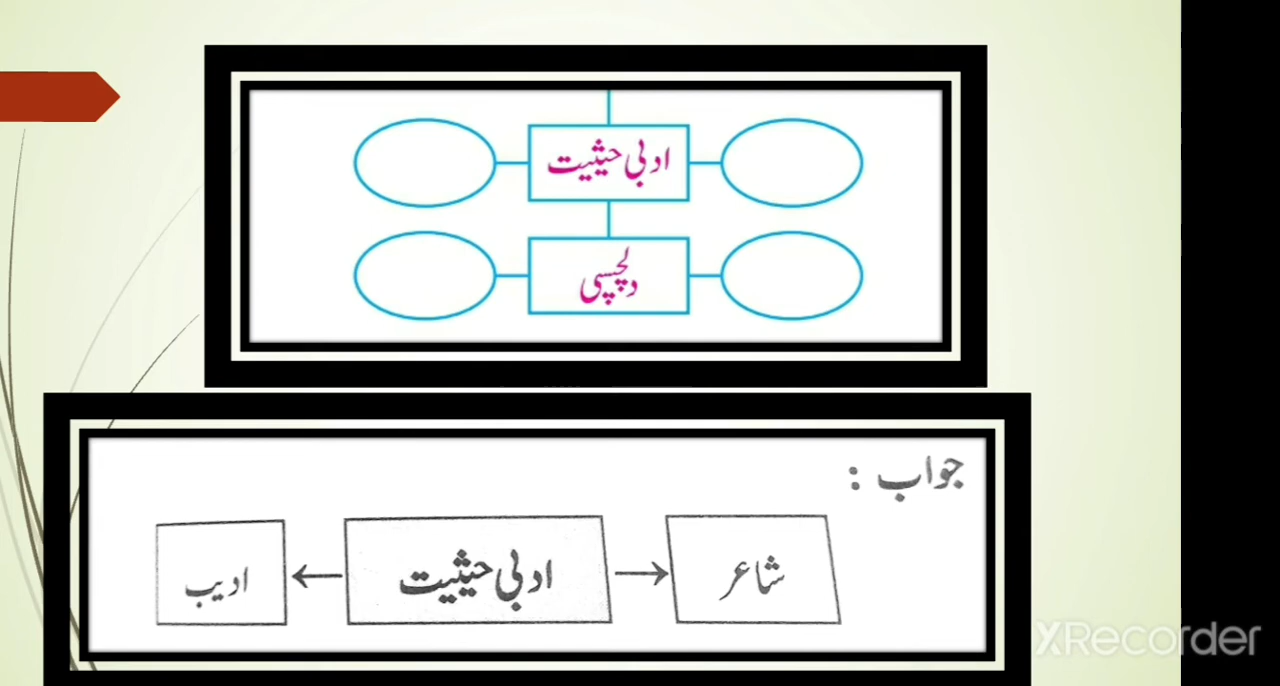 ادبی حیثیت
دلچسپی
جواب :
شاعر ادبی حیثیت ادیب
XRecorder